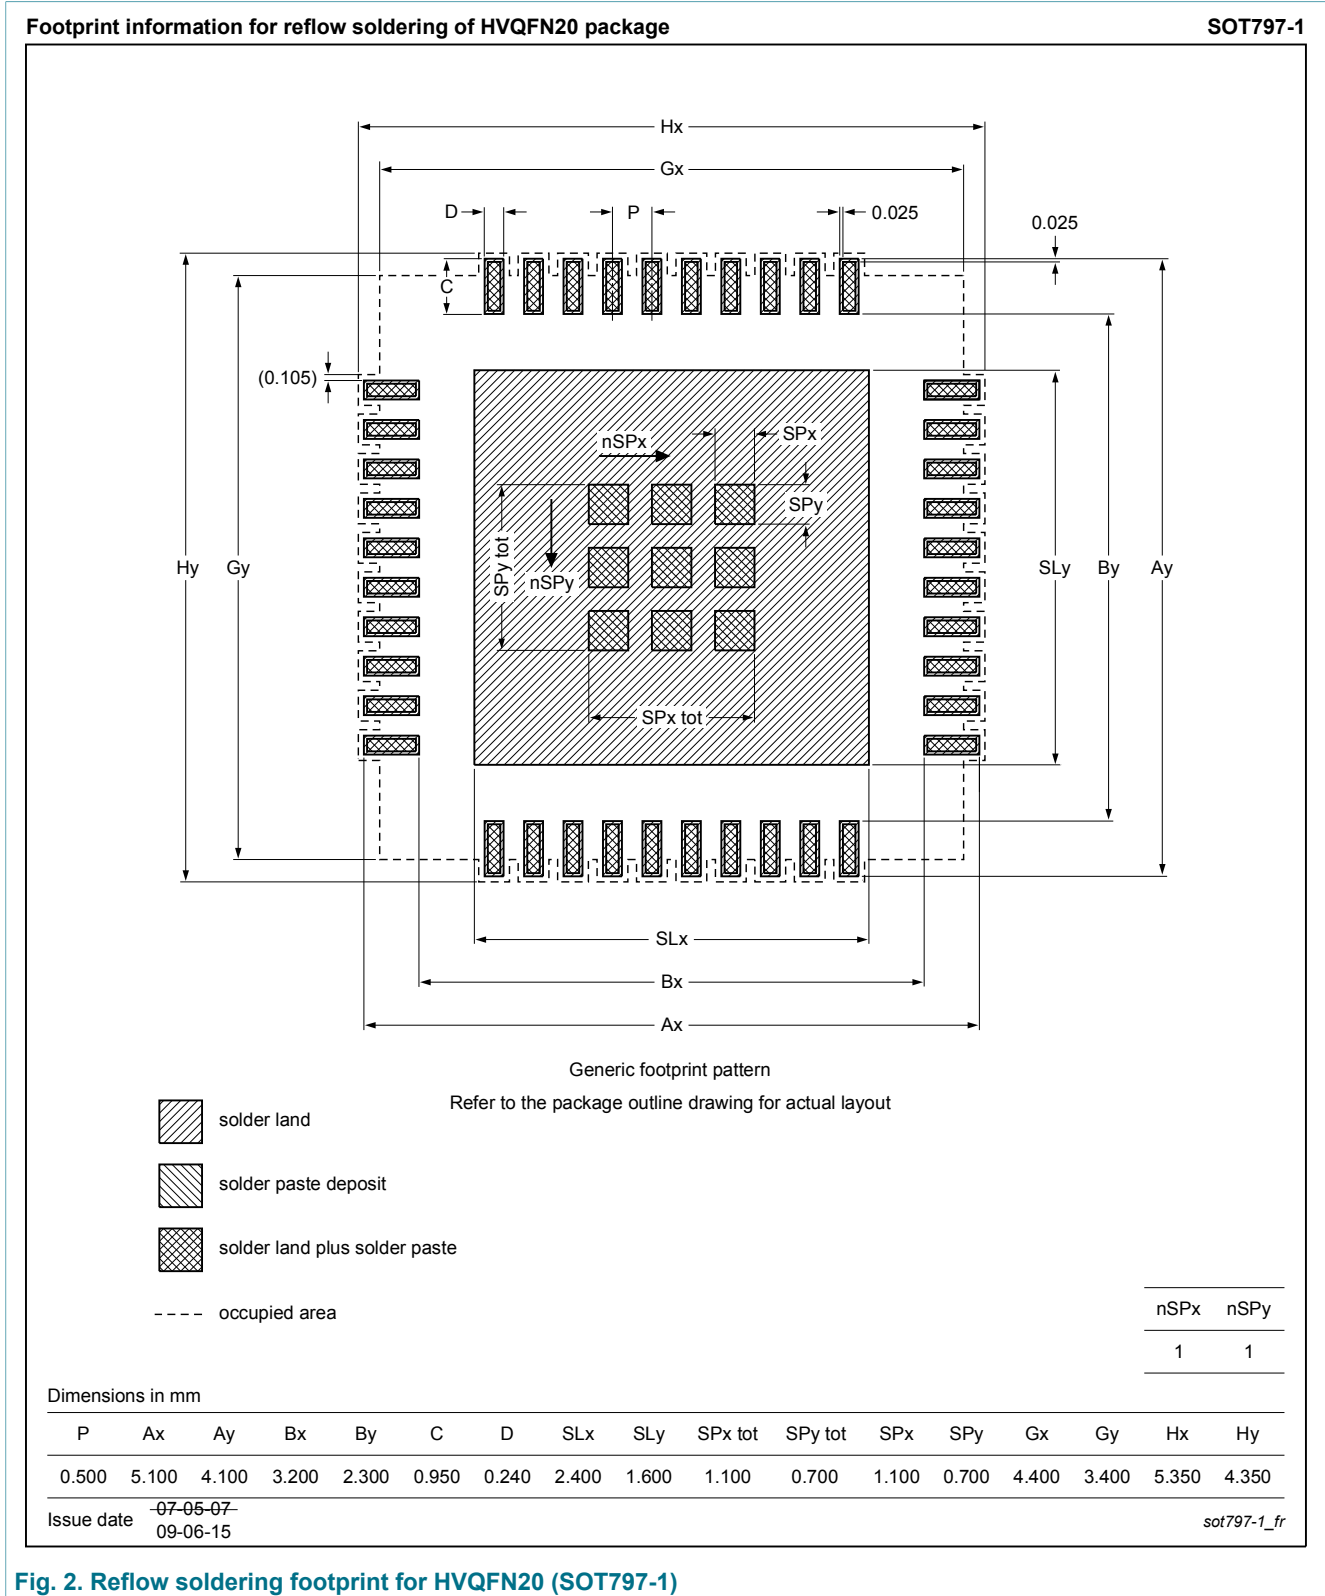 Footprint information for reflow soldering of HVQFN20 package SOT797-1
Hx
Gx
D P 0.025
0.025
C
(0.105)
nSPx SPx
SPy
SPy tot
nSPy
Hy Gy SLy By Ay
SPx tot
SLx
Bx
Ax
Generic footprint pattern
Refer to the package outline drawing for actual layout
solder land
solder paste deposit
solder land plus solder paste
occupied area
nSPx nSPy
1 1
Dimensions in mm
P Ax Ay Bx By C D SLx SLy SPx tot SPy tot SPx SPy Gx Gy Hx Hy
0.500 5.100 4.100 3.200 2.300 0.950 0.240 2.400 1.600 1.100 0.700 1.100 0.700 4.400 3.400 5.350 4.350
Issue date 07-05-07
09-06-15
sot797-1_fr
Fig. 2. Reflow soldering footprint for HVQFN20 (SOT797-1)